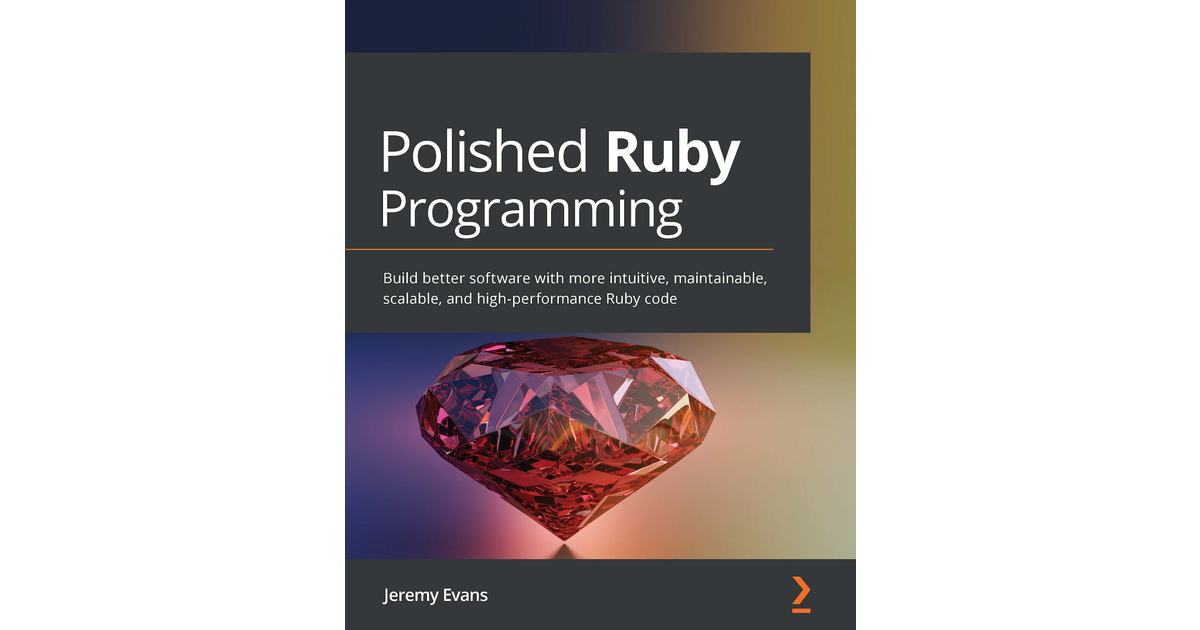 Polished Ruby
Programming
Build better software with more intuitive, maintainable,
scalable, and high-performance Ruby code
Jeremy Evans